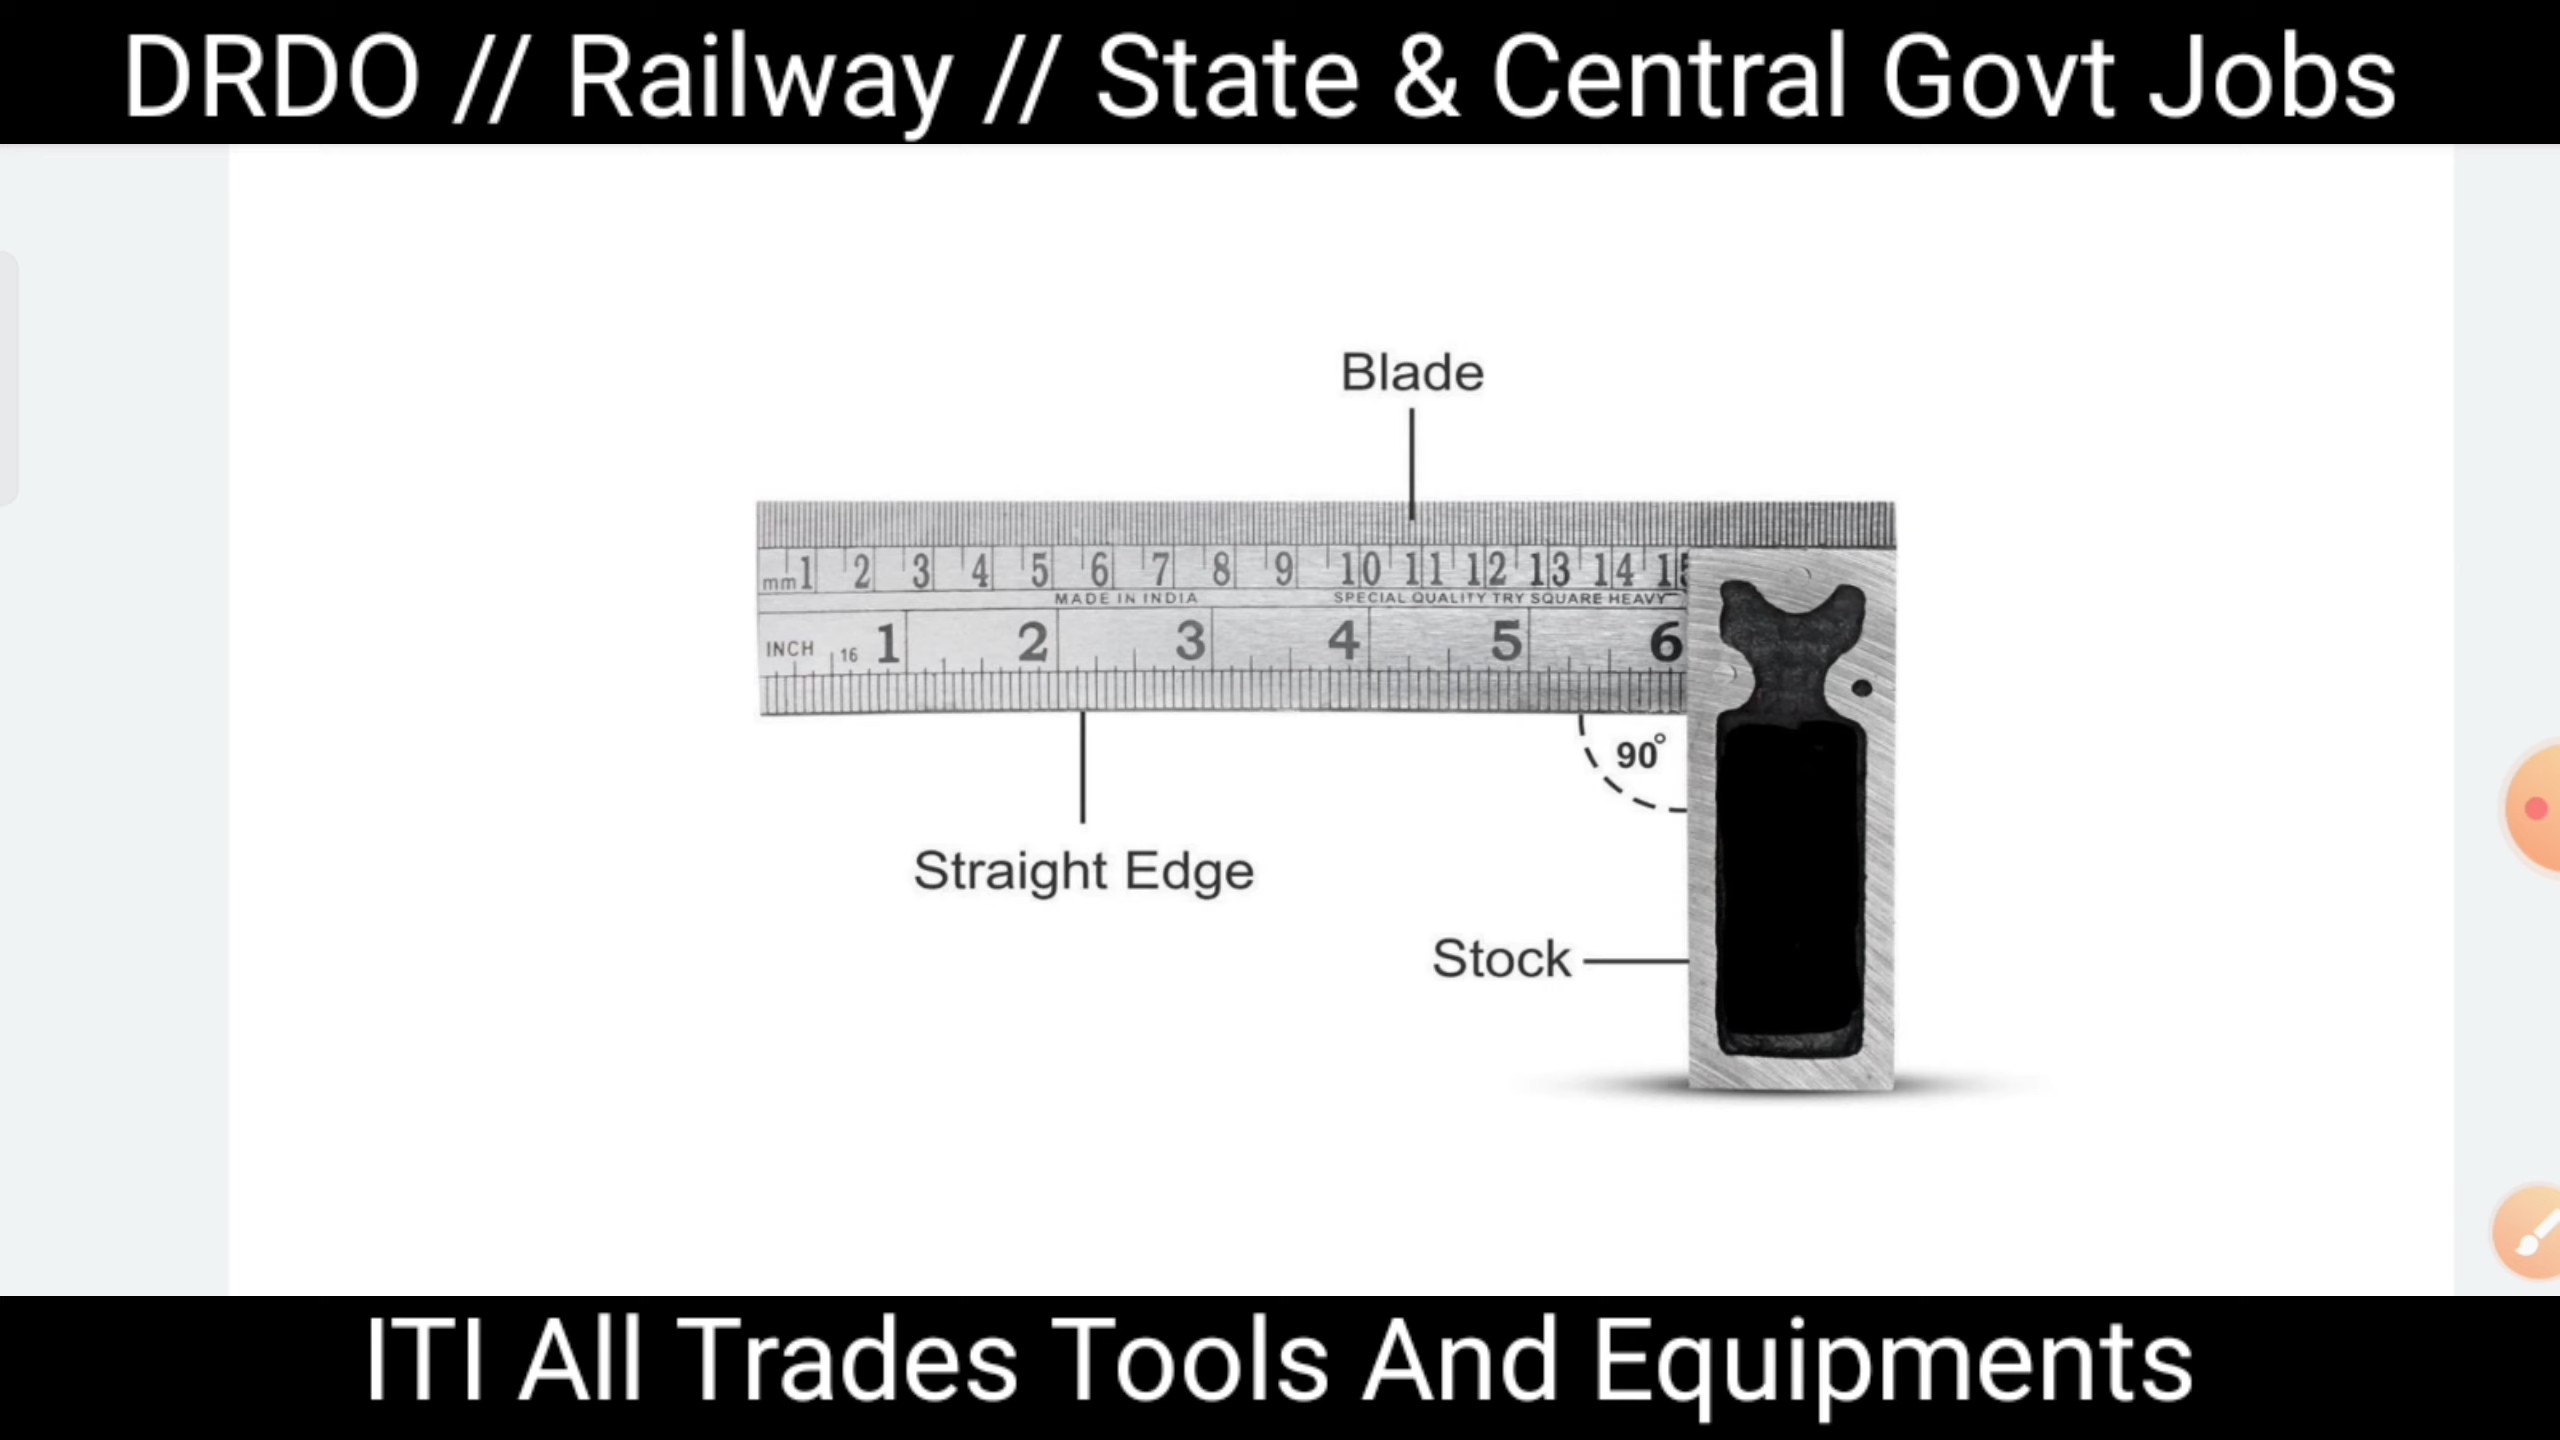 DRDO // Railway // State & Central Govt Jobs
Blade
mm 1 2 3 4 5 6 7 8 9 10 11 12 13 14 15
MADE IN INDIA SPECIAL QUALITY TRY SQUARE HEAVY
INCH 16 1 2 3 4 5 6
90°
Straight Edge
Stock
ITI All Trades Tools And Equipments